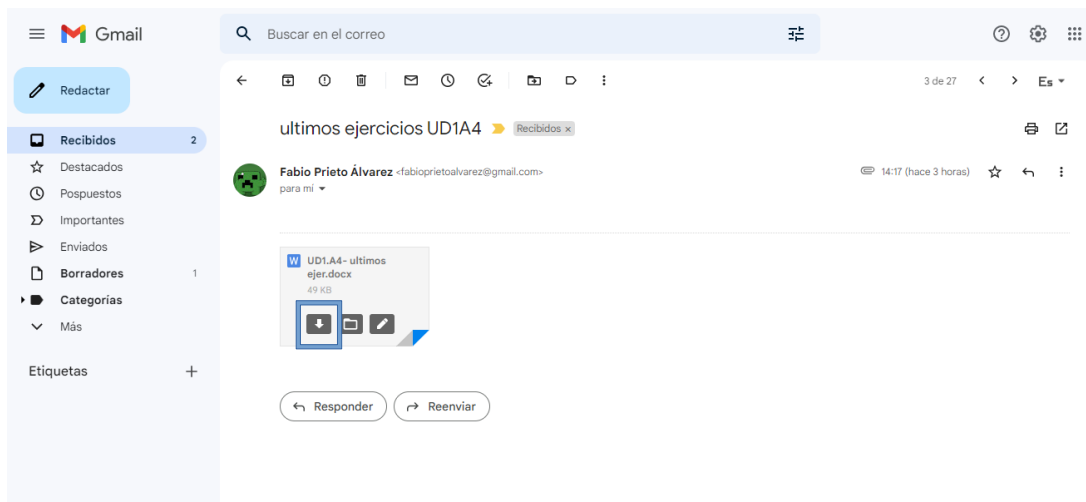 Gmail
Buscar en el correo
Redactar
3 de 27
Es
Recibidos 2
Destacados
Pospuestos
Importantes
Enviados
Borradores 1
Categorías
Más
Etiquetas
ultimos ejercicios UD1A4
Recibidos x
Fabio Prieto Álvarez <fabioprietoalvarez@gmail.com>
14:17 (hace 3 horas)
para mí
W
UD1.A4- ultimos
ejer.docx
49 KB
Responder
Reenviar